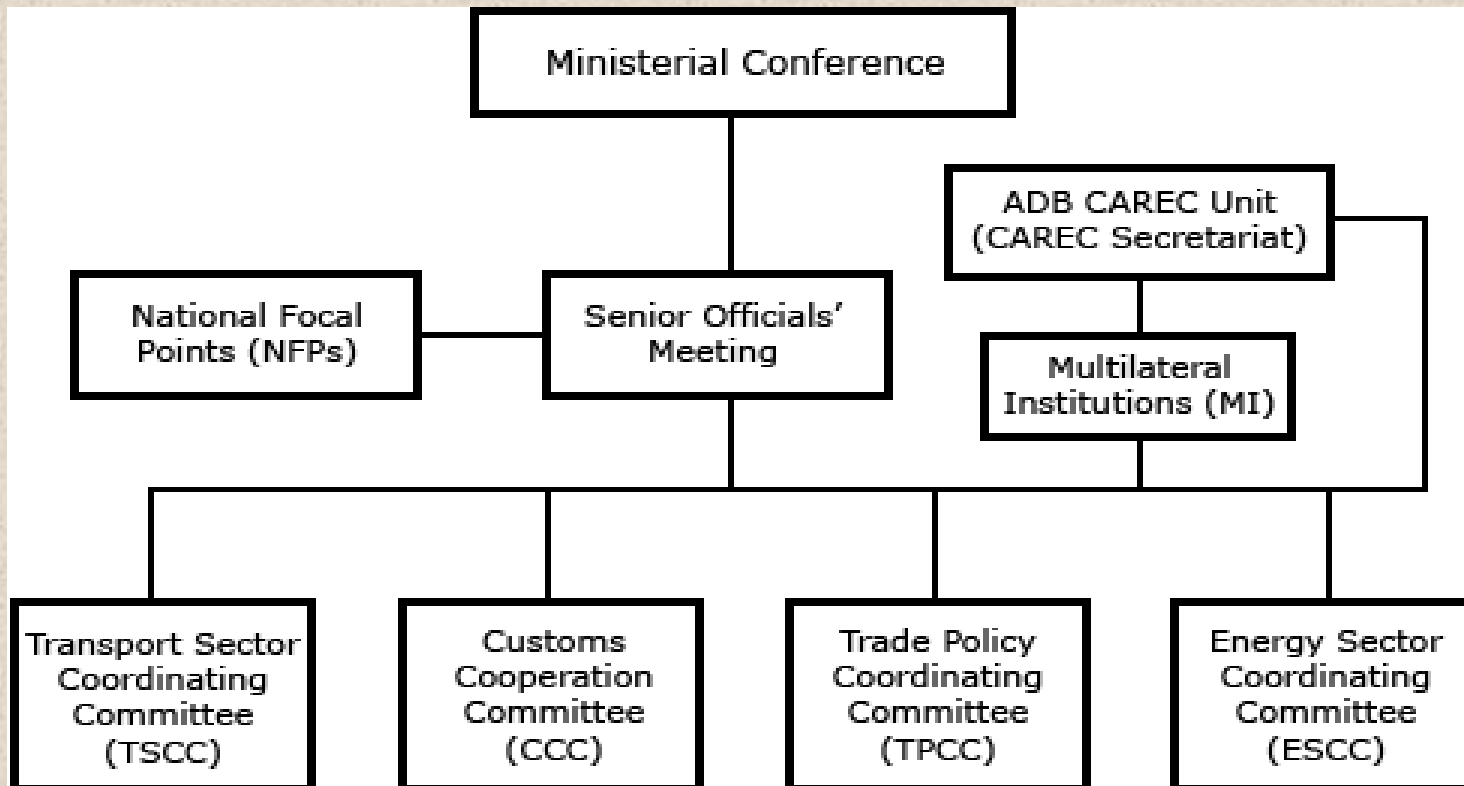 Ministerial Conference
ADB CAREC Unit
(CAREC Secretariat)
National Focal
Points (NFPs)
Senior Officials’
Meeting
Multilateral
Institutions (MI)
Transport Sector
Coordinating
Committee
(TSCC)
Customs
Cooperation
Committee
(CCC)
Trade Policy
Coordinating
Committee
(TPCC)
Energy Sector
Coordinating
Committee
(ESCC)